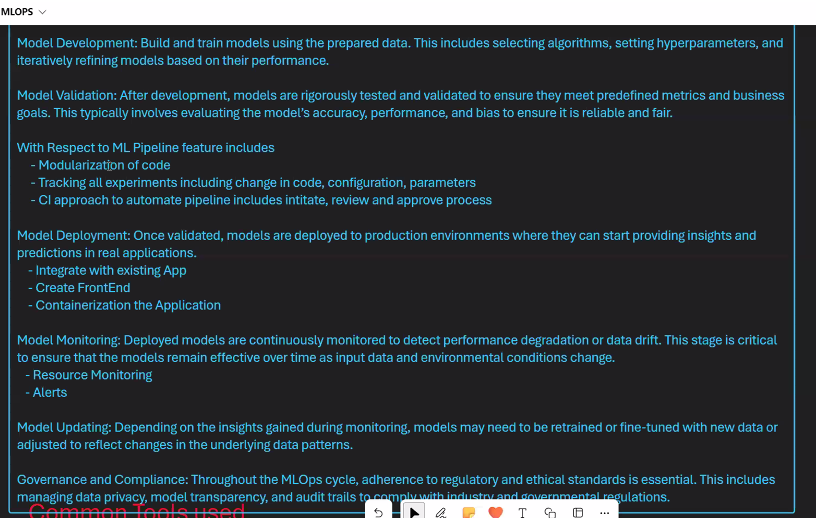 MLOPS
Model Development: Build and train models using the prepared data. This includes selecting algorithms, setting hyperparameters, and
iteratively refining models based on their performance.
Model Validation: After development, models are rigorously tested and validated to ensure they meet predefined metrics and business
goals. This typically involves evaluating the model's accuracy, performance, and bias to ensure it is reliable and fair.
With Respect to ML Pipeline feature includes
- Modularization of code
- Tracking all experiments including change in code, configuration, parameters
- CI approach to automate pipeline includes intitate, review and approve process
Model Deployment: Once validated, models are deployed to production environments where they can start providing insights and
predictions in real applications.
- Integrate with existing App
- Create FrontEnd
- Containerization the Application
Model Monitoring: Deployed models are continuously monitored to detect performance degradation or data drift. This stage is critical
to ensure that the models remain effective over time as input data and environmental conditions change.
- Resource Monitoring
- Alerts
Model Updating: Depending on the insights gained during monitoring, models may need to be retrained or fine-tuned with new data or
adjusted to reflect changes in the underlying data patterns.
Governance and Compliance: Throughout the MLOps cycle, adherence to regulatory and ethical standards is essential. This includes
managing data privacy, model transparency, and audit trails to comply with industry and governmental regulations.
Common Tools used
T